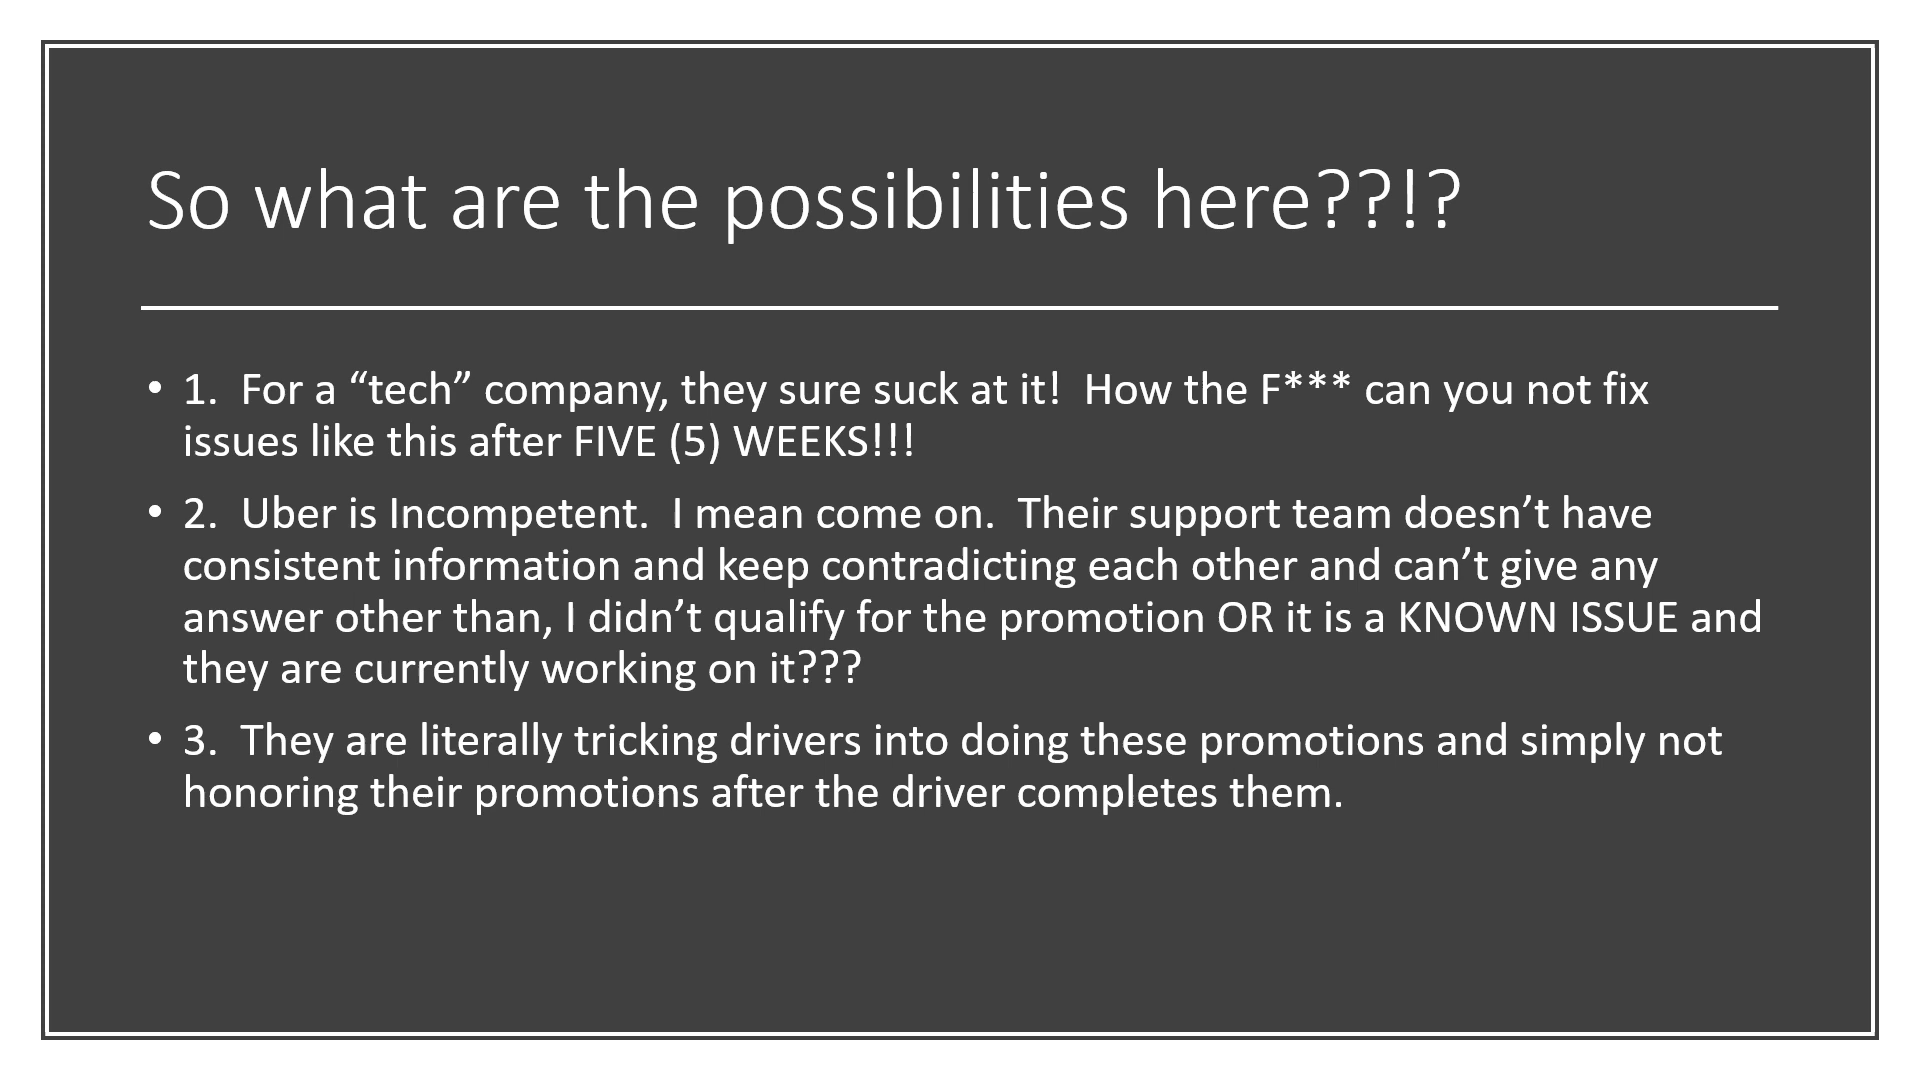 So what are the possibilities here??!?
• 1.  For a “tech” company, they sure suck at it!  How the F*** can you not fix
issues like this after FIVE (5) WEEKS!!!
• 2.  Uber is Incompetent.  I mean come on.  Their support team doesn’t have
consistent information and keep contradicting each other and can’t give any
answer other than, I didn’t qualify for the promotion OR it is a KNOWN ISSUE and
they are currently working on it???
• 3.  They are literally tricking drivers into doing these promotions and simply not
honoring their promotions after the driver completes them.